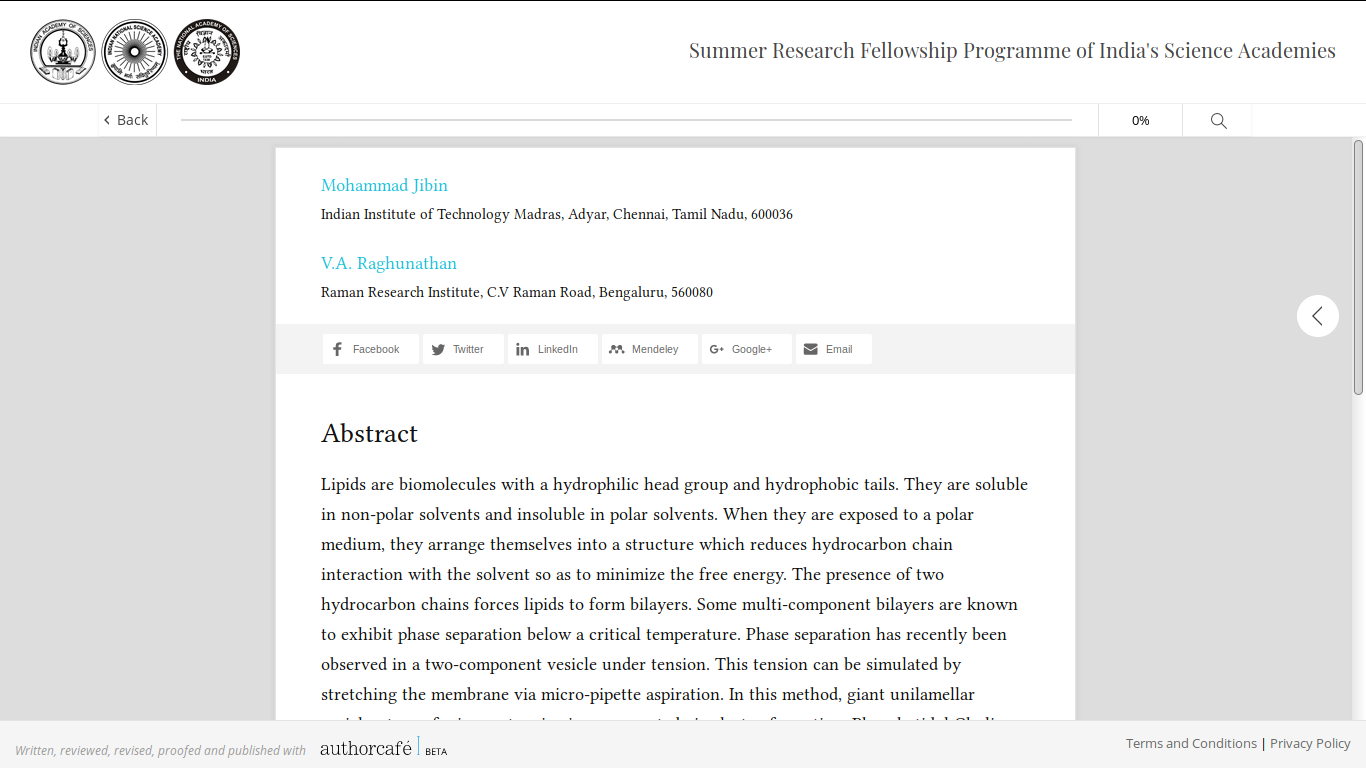 Summer Research Fellowship Programme of India's Science Academies
Back
0%
Mohammad Jibin
Indian Institute of Technology Madras, Adyar, Chennai, Tamil Nadu, 600036
V.A. Raghunathan
Raman Research Institute, C.V Raman Road, Bengaluru, 560080
Facebook Twitter LinkedIn Mendeley Google+ Email
Abstract
Lipids are biomolecules with a hydrophilic head group and hydrophobic tails. They are soluble
in non-polar solvents and insoluble in polar solvents. When they are exposed to a polar
medium, they arrange themselves into a structure which reduces hydrocarbon chain
interaction with the solvent so as to minimize the free energy. The presence of two
hydrocarbon chains forces lipids to form bilayers. Some multi-component bilayers are known
to exhibit phase separation below a critical temperature. Phase separation has recently been
observed in a two-component vesicle under tension. This tension can be simulated by
stretching the membrane via micro-pipette aspiration. In this method, giant unilamellar
Written, reviewed, revised, proofed and published with authorcafé BETA
Terms and Conditions | Privacy Policy